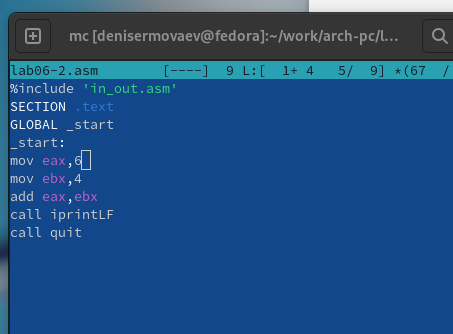 mc [denisermovaev@fedora]:~/work/arch-pc/l...
lab06-2.asm [----] 9 L:[ 1+ 4 5/ 9] *(67 /
%include 'in_out.asm'
SECTION .text
GLOBAL _start
_start:
mov eax,6
mov ebx,4
add eax,ebx
call iprintLF
call quit